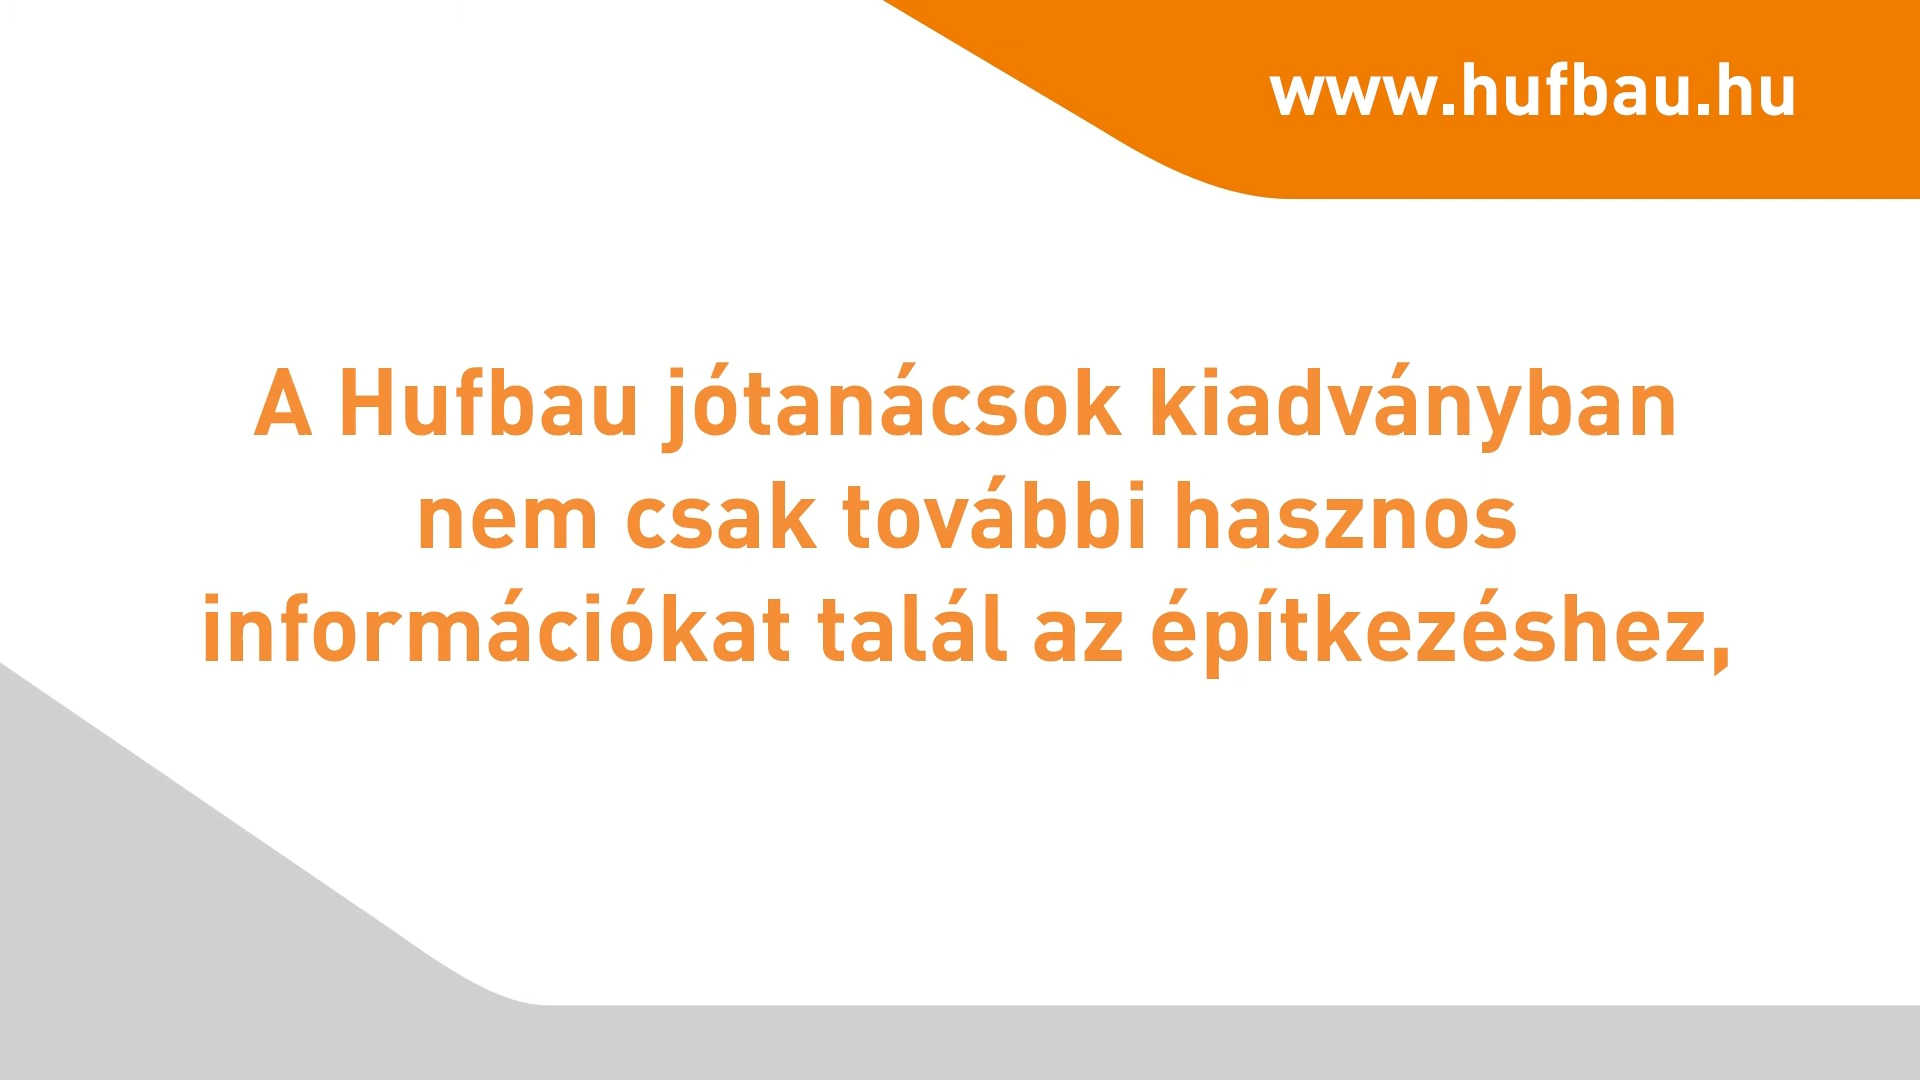 www.hufbau.hu
A Hufbau jótanácsok kiadványban
nem csak további hasznos
információkat talál az építkezéshez,